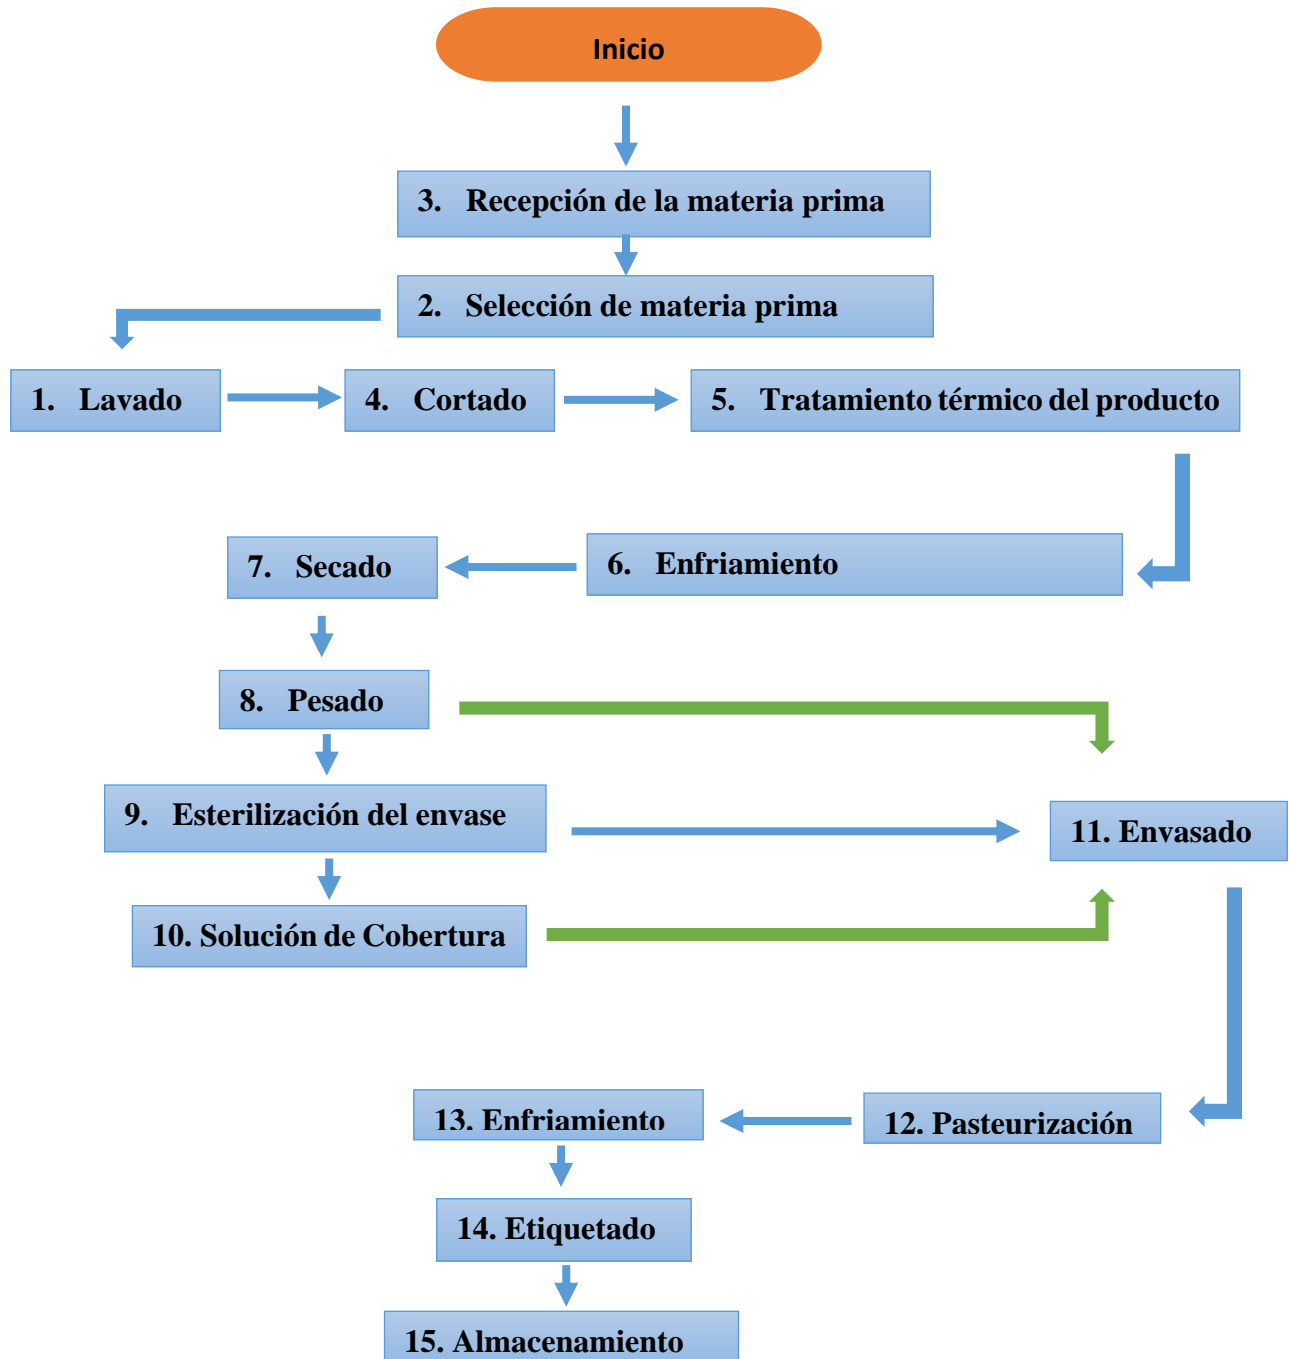 Inicio
3. Recepción de la materia prima
2. Selección de materia prima
1. Lavado
4. Cortado
5. Tratamiento térmico del producto
7. Secado
6. Enfriamiento
8. Pesado
9. Esterilización del envase
11. Envasado
10. Solución de Cobertura
13. Enfriamiento
12. Pasteurización
14. Etiquetado
15. Almacenamiento